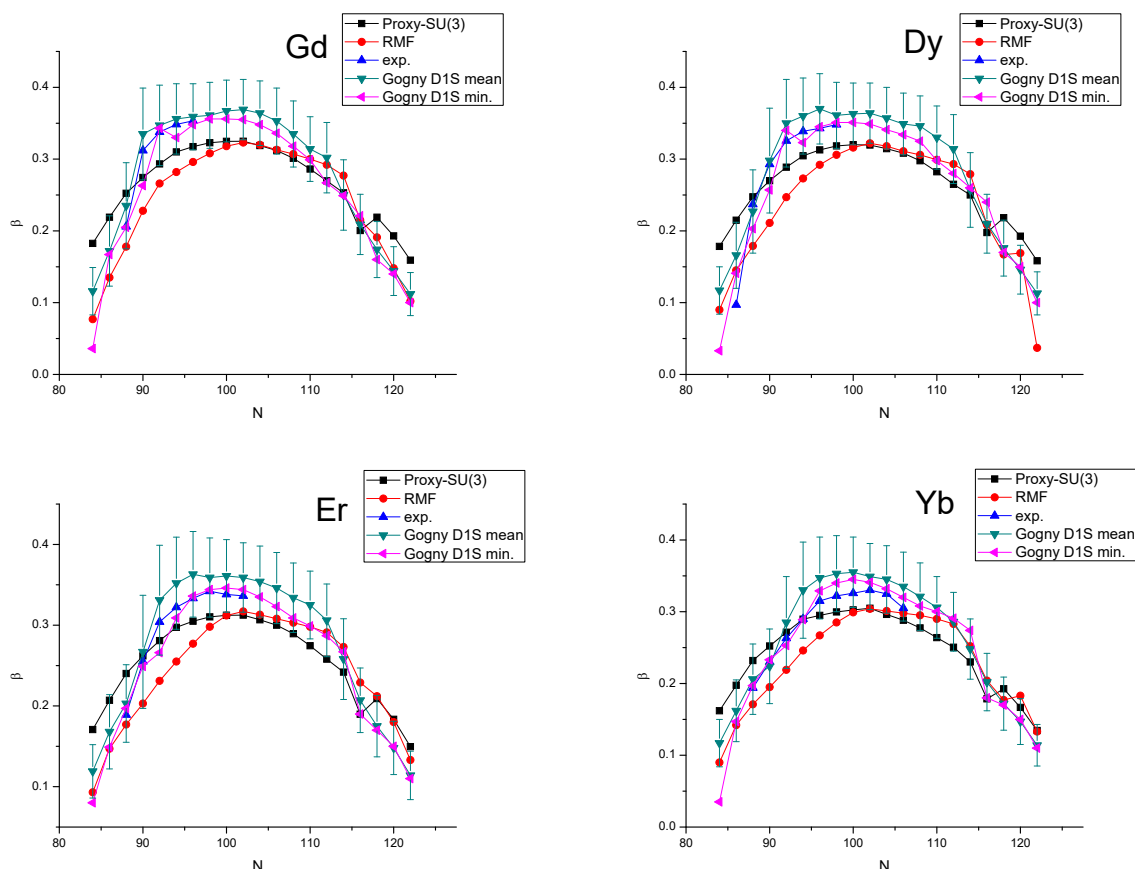 Gd
Proxy-SU(3)
RMF
exp.
Gogny D1S mean
Gogny D1S min.
0.4
0.3
0.2
0.1
0.0
β
80 90 100 110 120
N
Dy
Proxy-SU(3)
RMF
exp.
Gogny D1S mean
Gogny D1S min.
0.4
0.3
0.2
0.1
0.0
β
80 90 100 110 120
N
Er
Proxy-SU(3)
RMF
exp.
Gogny D1S mean
Gogny D1S min.
0.4
0.3
0.2
0.1
β
80 90 100 110 120
N
Yb
Proxy-SU(3)
RMF
exp.
Gogny D1S mean
Gogny D1S min.
0.4
0.3
0.2
0.1
0.0
β
80 90 100 110 120
N